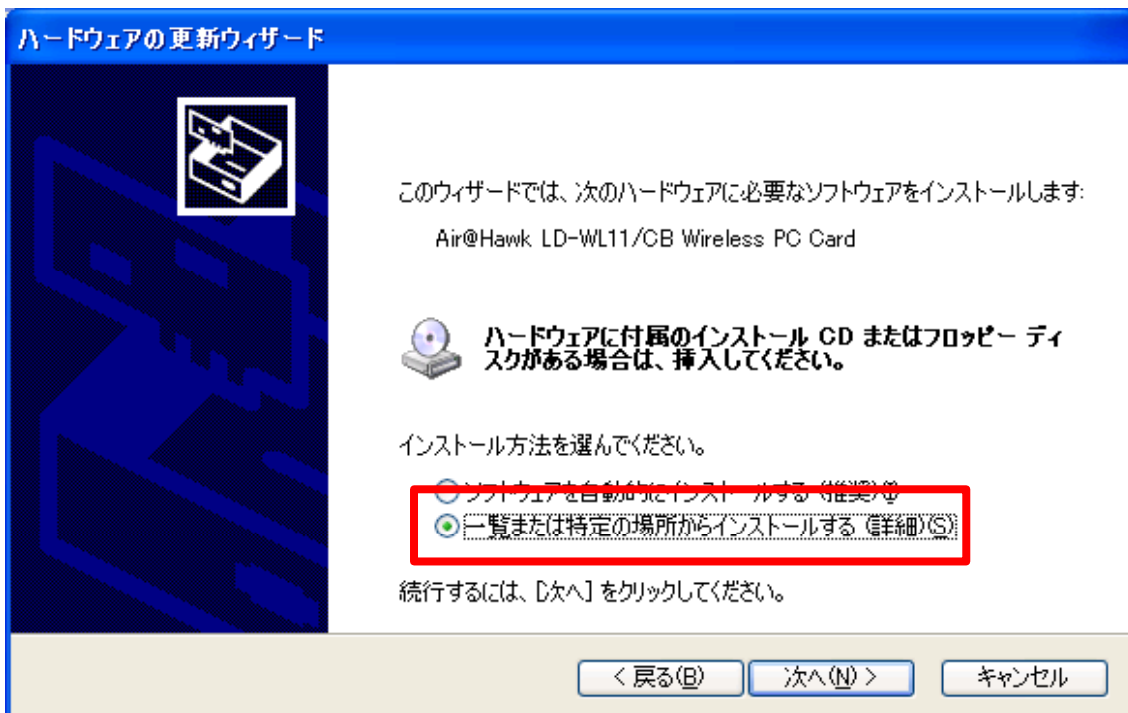 ハードウェアの更新ウィザード
このウィザードでは、次のハードウェアに必要なソフトウェアをインストールします:
Air@Hawk LD-WL11/CB Wireless PC Card
ハードウェアに付属のインストール CD またはフロッピー ディ
スクがある場合は、挿入してください。
インストール方法を選んでください。
ソフトウェアを自動的にインストールする (推奨)(I)
一覧または特定の場所からインストールする (詳細)(S)
続行するには、[次へ] をクリックしてください。
< 戻る(B)
次へ(N) >
キャンセル